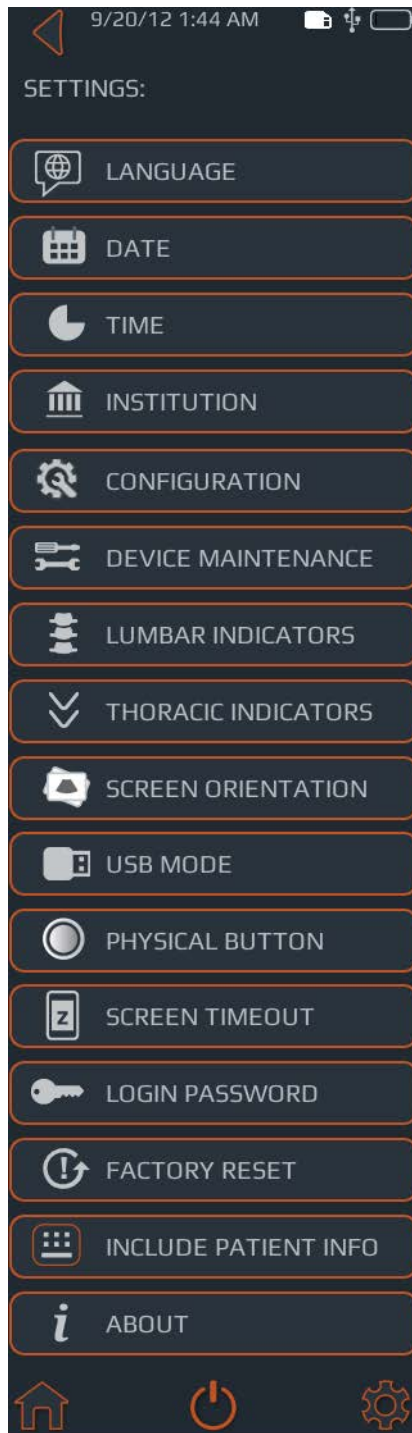 9/20/12 1:44 AM
SETTINGS:
LANGUAGE
DATE
TIME
INSTITUTION
CONFIGURATION
DEVICE MAINTENANCE
LUMBAR INDICATORS
THORACIC INDICATORS
SCREEN ORIENTATION
USB MODE
PHYSICAL BUTTON
z SCREEN TIMEOUT
LOGIN PASSWORD
FACTORY RESET
INCLUDE PATIENT INFO
i ABOUT